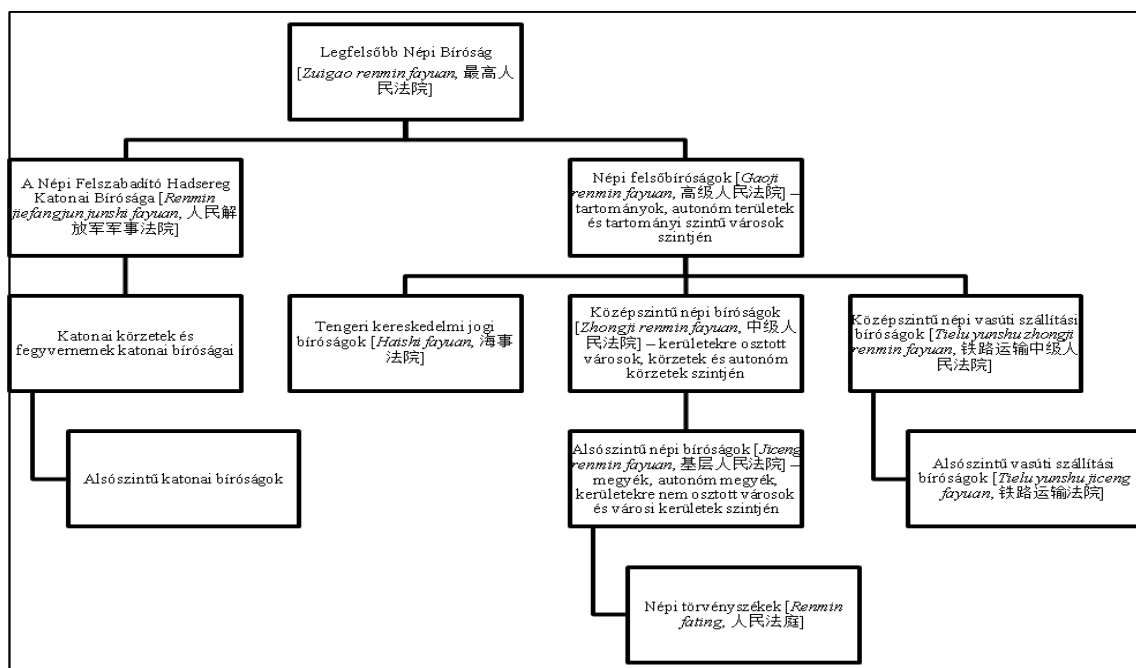 Legfelsőbb Népi Bíróság
[Zuigao renmin fayuan, 最高人
民法院]
A Népi Felszabadító Hadsereg
Katonai Bírósága [Renmin
jiefangjun junshi fayuan, 人民解
放军军事法院]
Népi felsőbíróságok [Gaoji
renmin fayuan, 高级人民法院] –
tartományok, autonóm területek
és tartományi szintű városok
szintjén
Katonai körzetek és
fegyvernemek katonai bíróságai
Tengeri kereskedelmi jogi
bíróságok [Haishi fayuan, 海事
法院]
Középszintű népi bíróságok
[Zhongji renmin fayuan, 中级人
民法院] – kerületekre osztott
városok, körzetek és autonóm
körzetek szintjén
Középszintű népi vasúti szállítási
bíróságok [Tielu yunshu zhongji
renmin fayuan, 铁路运输中级人
民法院]
Alsószintű katonai bíróságok
Alsószintű népi bíróságok [Jiceng
renmin fayuan, 基层人民法院] –
megyék, autonóm megyék,
kerületekre nem osztott városok
és városi kerületek szintjén
Alsószintű vasúti szállítási
bíróságok [Tielu yunshu jiceng
fayuan, 铁路运输法院]
Népi törvényszékek [Renmin
fating, 人民法庭]